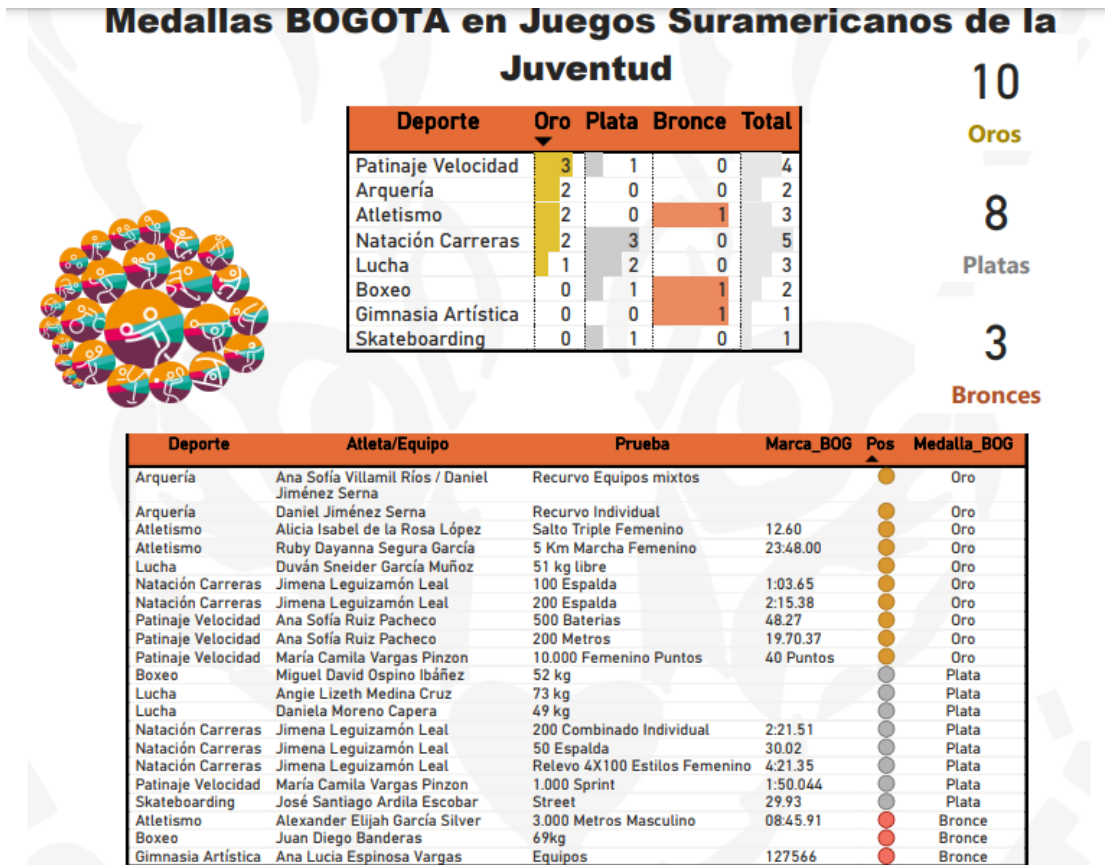 Medallas BOGOTÁ en Juegos Suramericanos de la
Juventud
10
Oros
8
Platas
3
Bronces
Deporte Oro Plata Bronce Total
Patinaje Velocidad 3 1 0 4
Arquería 2 0 0 2
Atletismo 2 0 1 3
Natación Carreras 2 3 0 5
Lucha 1 2 0 3
Boxeo 0 1 1 2
Gimnasia Artística 0 0 1 1
Skateboarding 0 1 0 1
Deporte Atleta/Equipo Prueba Marca_BOG Pos Medalla_BOG
Arquería Ana Sofía Villamil Ríos / Daniel Recurvo Equipos mixtos Oro
Jiménez Serna
Arquería Daniel Jiménez Serna Recurvo Individual Oro
Atletismo Alicia Isabel de la Rosa López Salto Triple Femenino 12.60 Oro
Atletismo Ruby Dayanna Segura García 5 Km Marcha Femenino 23:48.00 Oro
Lucha Duván Sneider García Muñoz 51 kg libre Oro
Natación Carreras Jimena Leguizamón Leal 100 Espalda 1:03.65 Oro
Natación Carreras Jimena Leguizamón Leal 200 Espalda 2:15.38 Oro
Patinaje Velocidad Ana Sofía Ruiz Pacheco 500 Baterias 48.27 Oro
Patinaje Velocidad Ana Sofía Ruiz Pacheco 200 Metros 19.70.37 Oro
Patinaje Velocidad María Camila Vargas Pinzon 10.000 Femenino Puntos 40 Puntos Oro
Boxeo Miguel David Ospino Ibáñez 52 kg Plata
Lucha Angie Lizeth Medina Cruz 73 kg Plata
Lucha Daniela Moreno Capera 49 kg Plata
Natación Carreras Jimena Leguizamón Leal 200 Combinado Individual 2:21.51 Plata
Natación Carreras Jimena Leguizamón Leal 50 Espalda 30.02 Plata
Natación Carreras Jimena Leguizamón Leal Relevo 4X100 Estilos Femenino 4:21.35 Plata
Patinaje Velocidad María Camila Vargas Pinzon 1.000 Sprint 1:50.044 Plata
Skateboarding José Santiago Ardila Escobar Street 29.93 Plata
Atletismo Alexander Elijah García Silver 3.000 Metros Masculino 08:45.91 Bronce
Boxeo Juan Diego Banderas 69kg Bronce
Gimnasia Artística Ana Lucia Espinosa Vargas Equipos 127566 Bronce